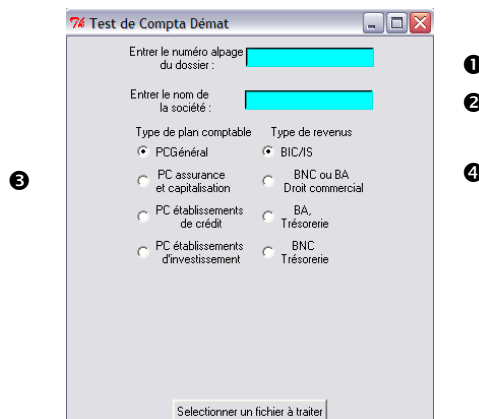 Test de Compta Démat
Entrer le numéro alpage
du dossier :
❶
Entrer le nom de
la société :
❷
Type de plan comptable Type de revenus
PCGénéral BIC/IS
❸ PC assurance
et capitalisation
BNC ou BA
Droit commercial
❹
PC établissements
de crédit
BA,
Trésorerie
PC établissements
d'investissement
BNC
Trésorerie
Selectionner un fichier à traiter